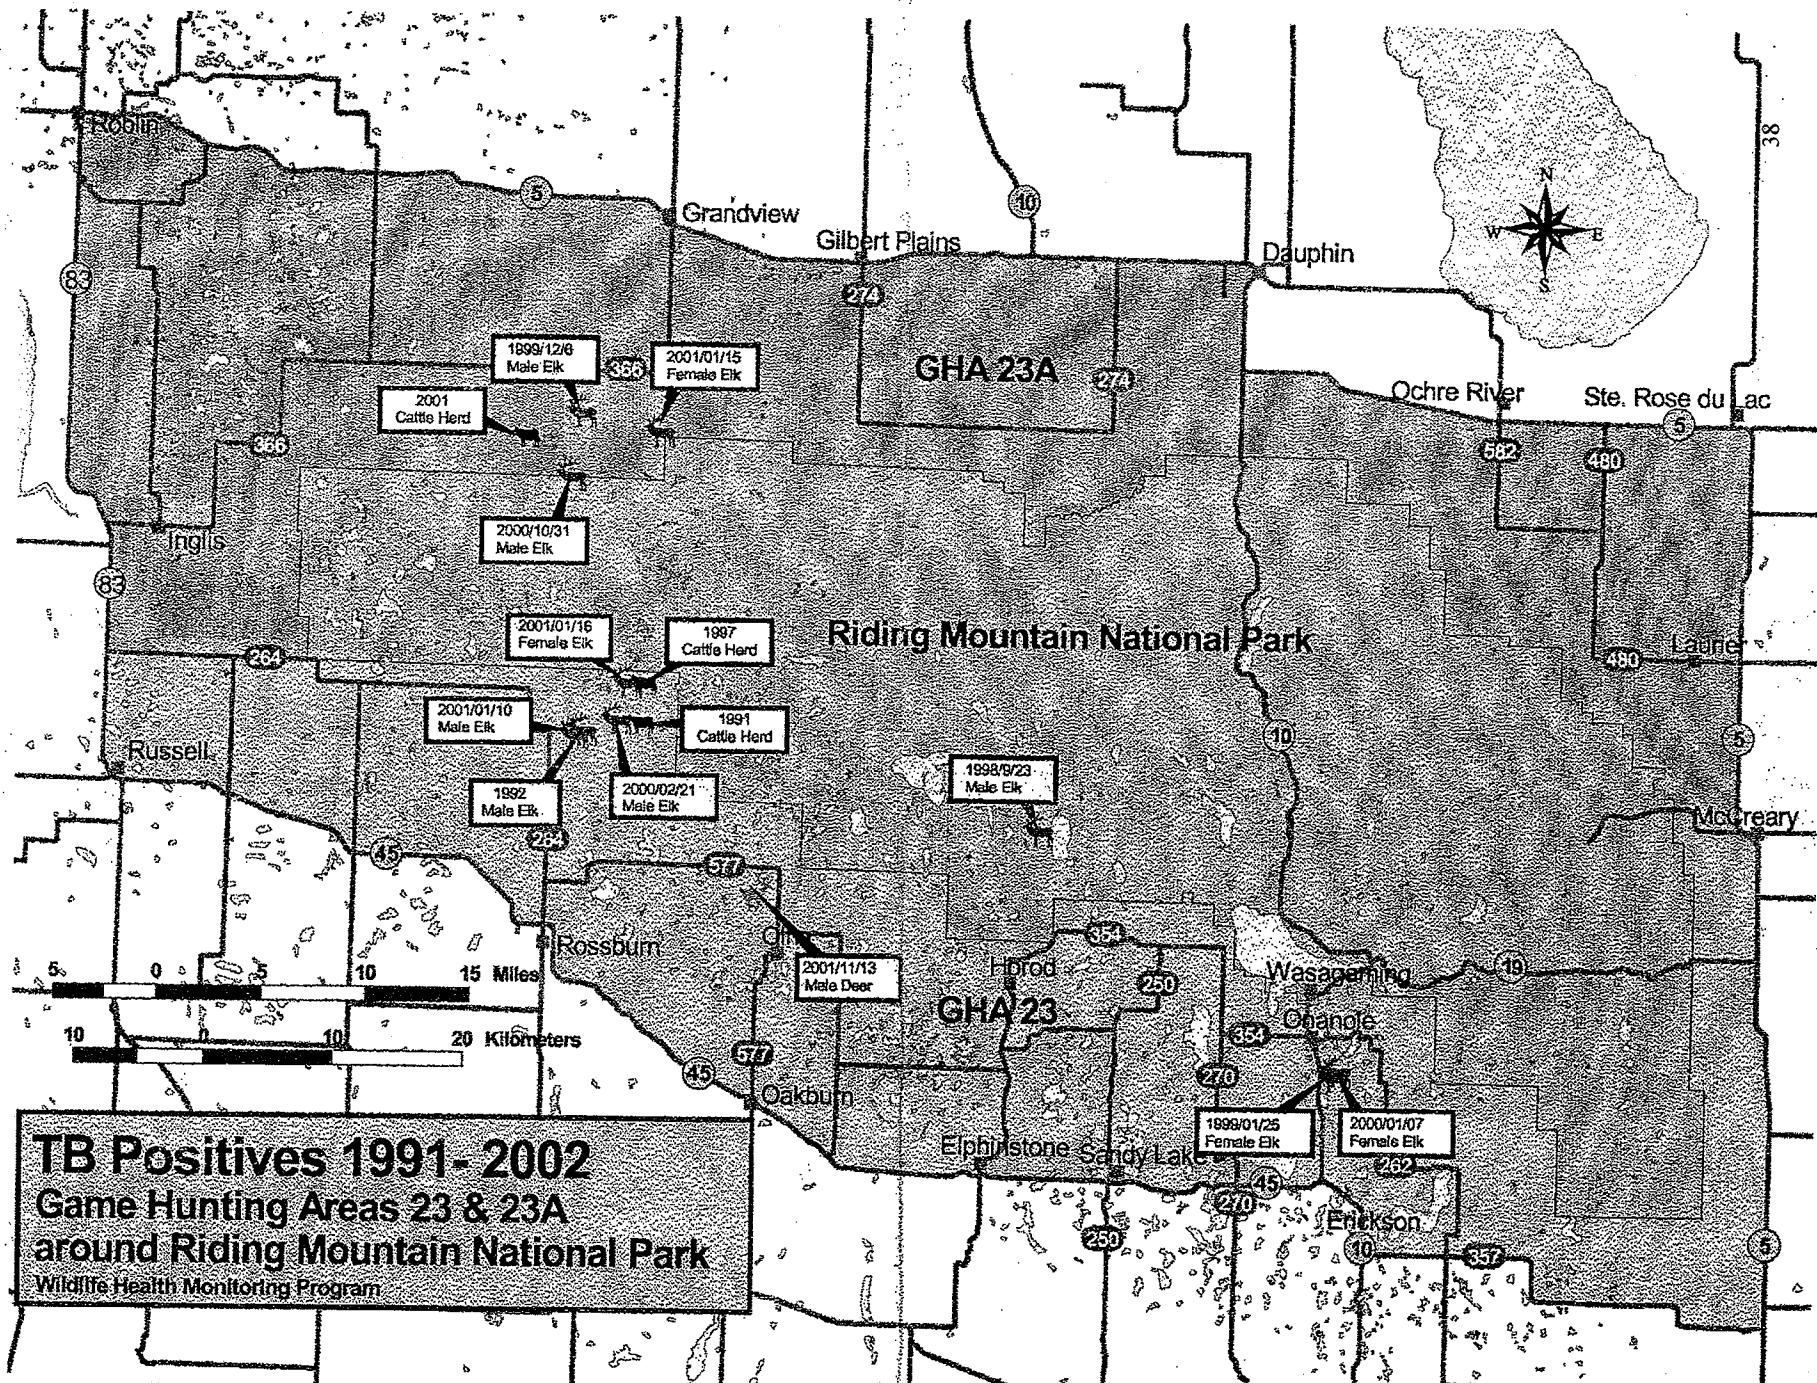 Roblin
38
5
Grandview
10
N
W
E
S
Gilbert Plains
Dauphin
83
274
1999/12/6
Male Elk
366
2001/01/15
Female Elk
GHA 23A
274
2001
Cattle Herd
Ochre River
Ste. Rose du Lac
5
366
582
480
2000/10/31
Male Elk
Inglis
83
2001/01/16
Female Elk
1997
Cattle Herd
Riding Mountain National Park
264
480
Laurier
2001/01/10
Male Elk
1991
Cattle Herd
10
5
Russell
1992
Male Elk
2000/02/21
Male Elk
1998/9/23
Male Elk
McCreary
264
45
577
354
Rossburn
2001/11/13
Male Deer
Horod
250
Wasagaming
19
5 0 5 10 15 Miles
GHA 23
Onanole
354
10 0 10 20 Kilometers
577
45
270
Oakburn
1999/01/25
Female Elk
2000/01/07
Female Elk
Elphinstone
Sandy Lake
262
45
270
TB Positives 1991- 2002
Game Hunting Areas 23 & 23A
around Riding Mountain National Park
Wildlife Health Monitoring Program
250
Erickson
10
357
5